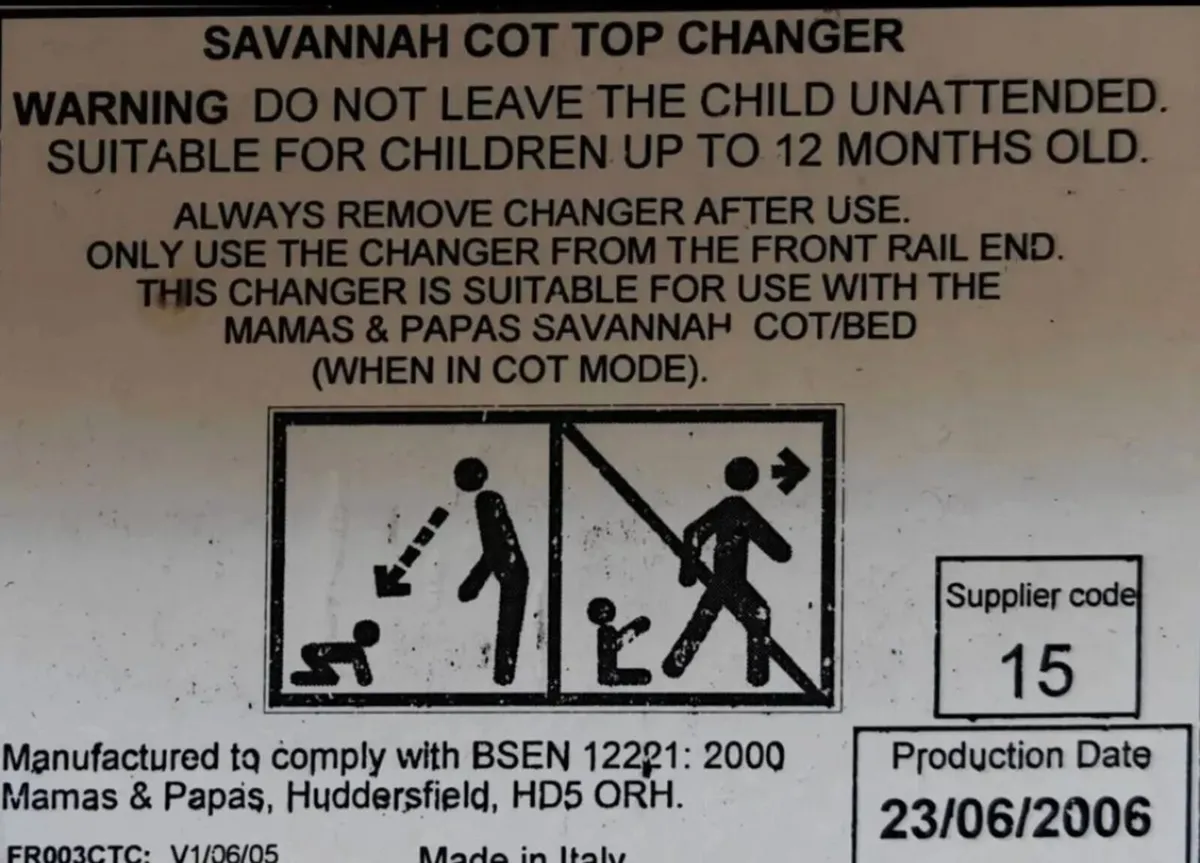 SAVANNAH COT TOP CHANGER
WARNING DO NOT LEAVE THE CHILD UNATTENDED.
SUITABLE FOR CHILDREN UP TO 12 MONTHS OLD.
ALWAYS REMOVE CHANGER AFTER USE.
ONLY USE THE CHANGER FROM THE FRONT RAIL END.
THIS CHANGER IS SUITABLE FOR USE WITH THE
MAMAS & PAPAS SAVANNAH COT/BED
(WHEN IN COT MODE).
Supplier code
15
Manufactured to comply with BSEN 12221: 2000
Mamas & Papas, Huddersfield, HD5 ORH.
Production Date
23/06/2006
FR003CTC: V1/06/05
Made in Italy